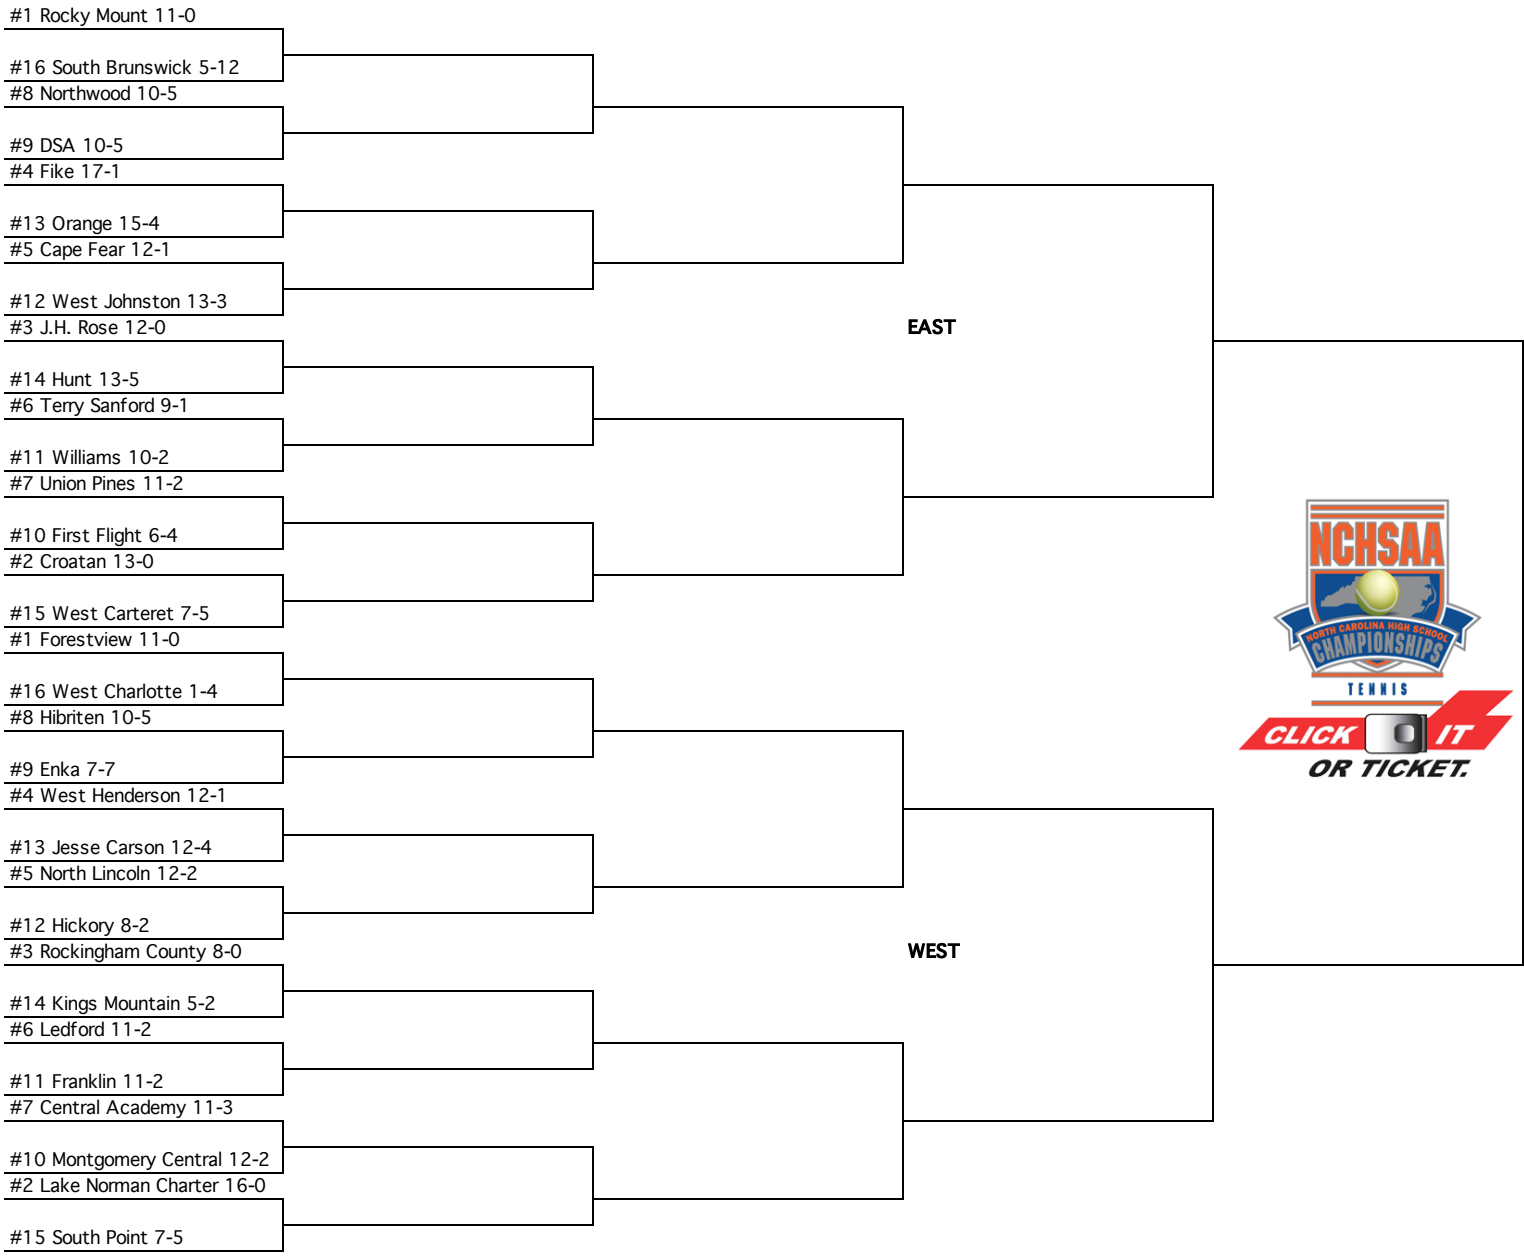 #1 Rocky Mount 11-0
#16 South Brunswick 5-12
#8 Northwood 10-5
#9 DSA 10-5
#4 Fike 17-1
#13 Orange 15-4
#5 Cape Fear 12-1
#12 West Johnston 13-3
#3 J.H. Rose 12-0
EAST
#14 Hunt 13-5
#6 Terry Sanford 9-1
#11 Williams 10-2
#7 Union Pines 11-2
#10 First Flight 6-4
#2 Croatan 13-0
#15 West Carteret 7-5
#1 Forestview 11-0
#16 West Charlotte 1-4
#8 Hibriten 10-5
#9 Enka 7-7
#4 West Henderson 12-1
#13 Jesse Carson 12-4
#5 North Lincoln 12-2
#12 Hickory 8-2
#3 Rockingham County 8-0
WEST
#14 Kings Mountain 5-2
#6 Ledford 11-2
#11 Franklin 11-2
#7 Central Academy 11-3
#10 Montgomery Central 12-2
#2 Lake Norman Charter 16-0
#15 South Point 7-5
NCHSAA
NORTH CAROLINA HIGH SCHOOL
CHAMPIONSHIPS
TENNIS
CLICK IT
OR TICKET.